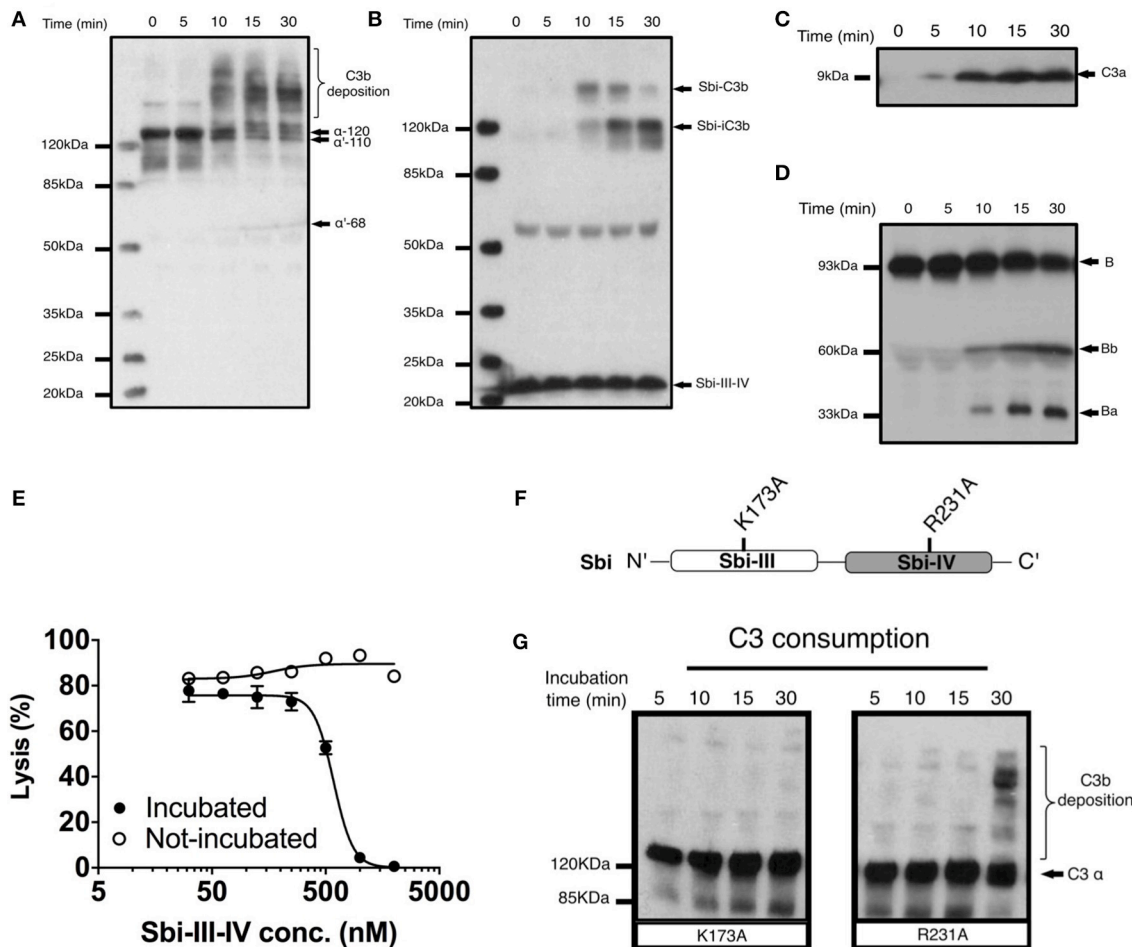 A
Time (min) 0 5 10 15 30
C3b
deposition
α-120
α'-110
α'-68
120kDa
85kDa
50kDa
35kDa
25kDa
20kDa
B
Time (min) 0 5 10 15 30
Sbi-C3b
Sbi-iC3b
Sbi-III-IV
120kDa
85kDa
50kDa
35kDa
25kDa
20kDa
C
Time (min) 0 5 10 15 30
9kDa
C3a
D
Time (min) 0 5 10 15 30
93kDa
B
60kDa
Bb
33kDa
Ba
E
100
80
60
40
20
0
Lysis (%)
Incubated
Not-incubated
5 50 500 5000
Sbi-III-IV conc. (nM)
F
K173A
R231A
Sbi N' Sbi-III Sbi-IV C'
G
C3 consumption
Incubation
time (min)
5 10 15 30
5 10 15 30
C3b
deposition
120KDa
C3 α
85KDa
K173A
R231A